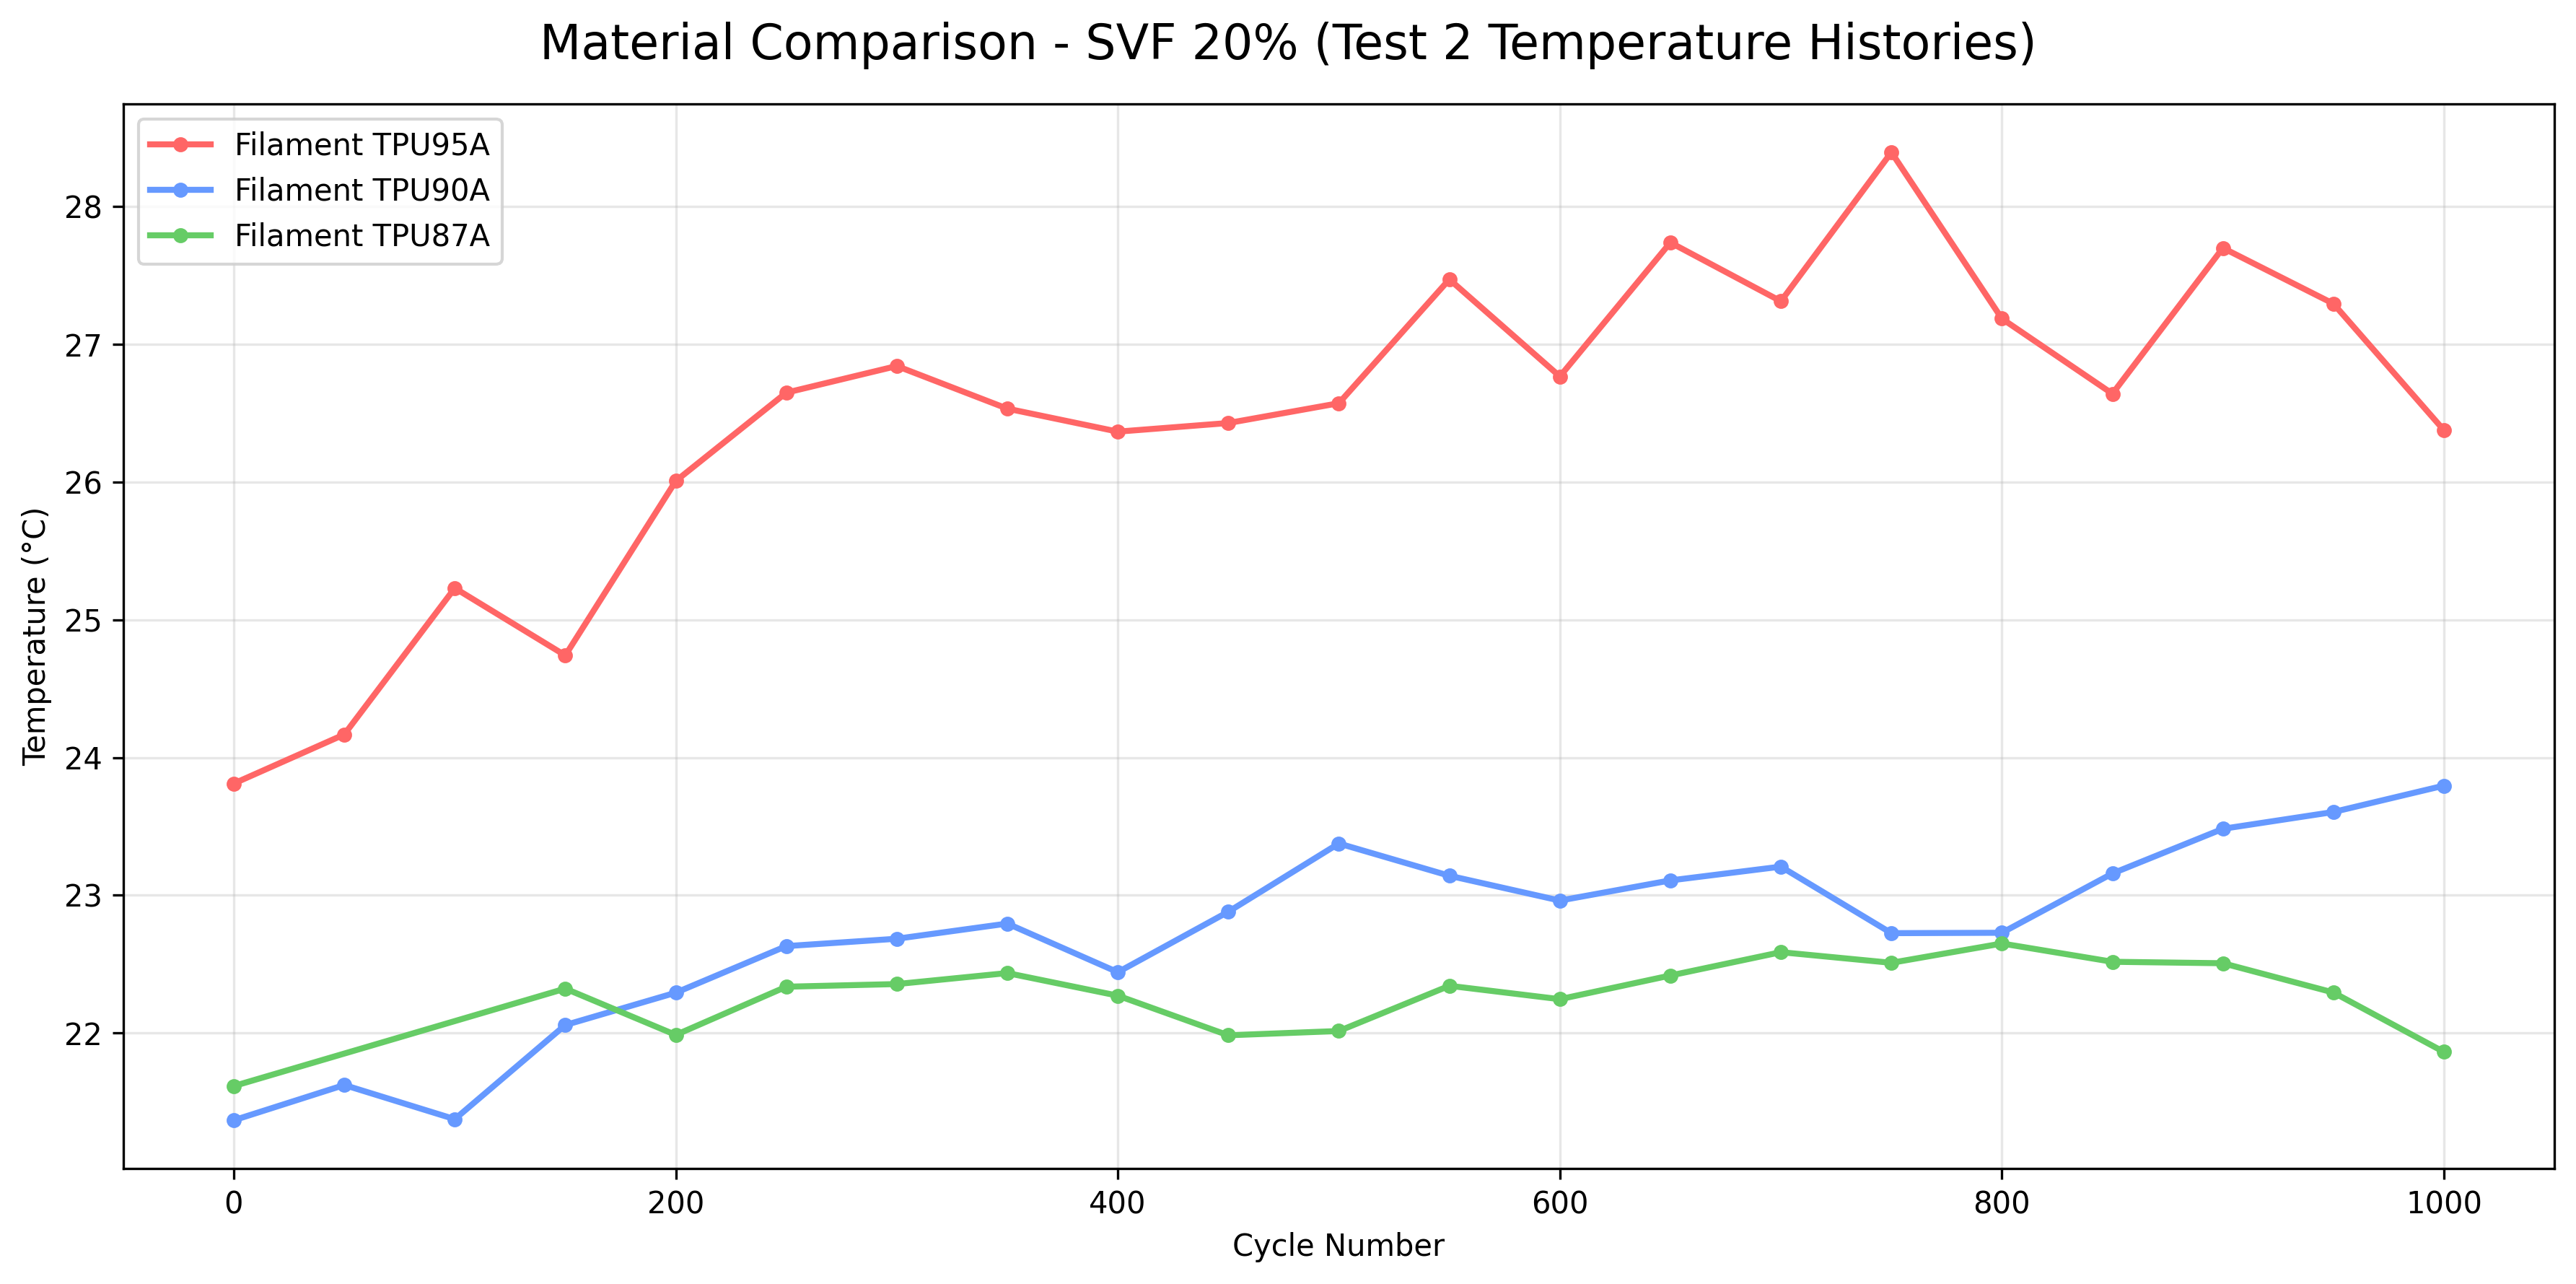 Material Comparison - SVF 20% (Test 2 Temperature Histories)
Filament TPU95A
Filament TPU90A
Filament TPU87A
28
27
26
25
24
23
22
Temperature (°C)
0 200 400 600 800 1000
Cycle Number